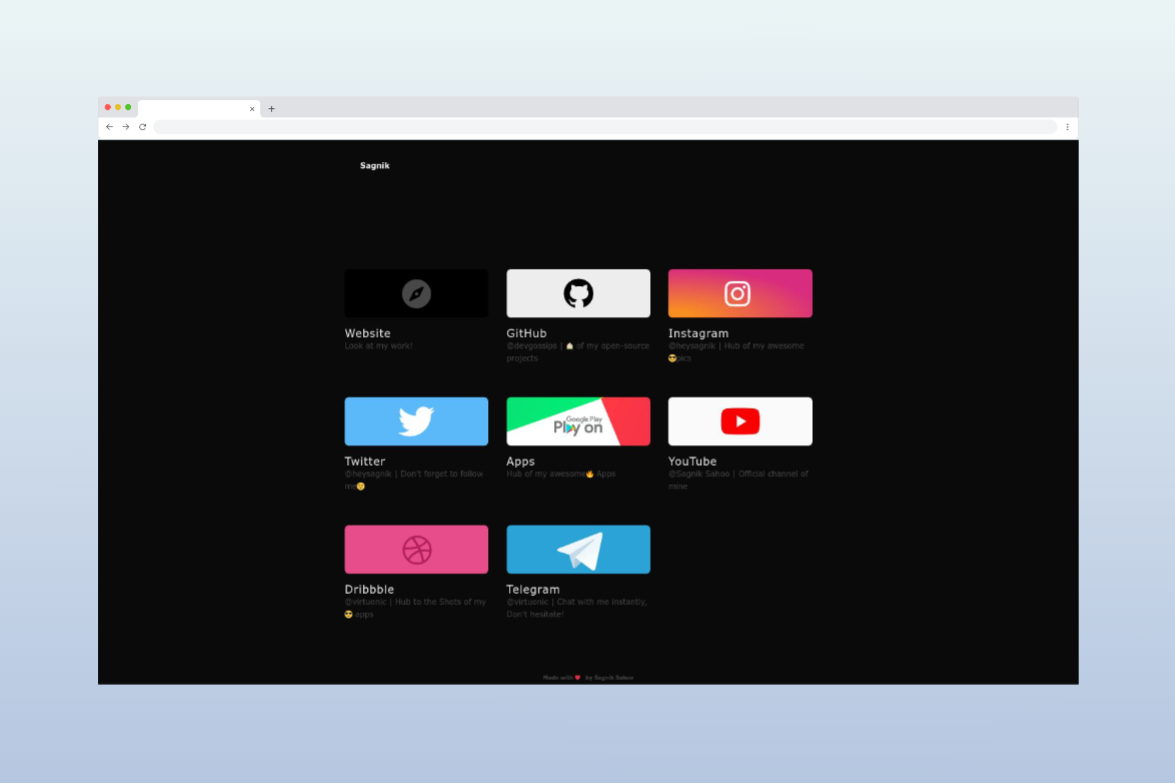 Sagnik
Website
Look at my work!
GitHub
@devgossips | 🏠 of my open-source
projects
Instagram
@heysagnik | Hub of my awesome
😎pics
Twitter
@heysagnik | Don't forget to follow
me🤨
Google Play
Play on
Apps
Hub of my awesome🔥 Apps
YouTube
@Sagnik Sahoo | Official channel of
mine
Dribbble
@virtuonic | Hub to the Shots of my
😎 apps
Telegram
@virtuonic | Chat with me instantly,
Don't hesitate!
Made with ❤ by Sagnik Sahoo